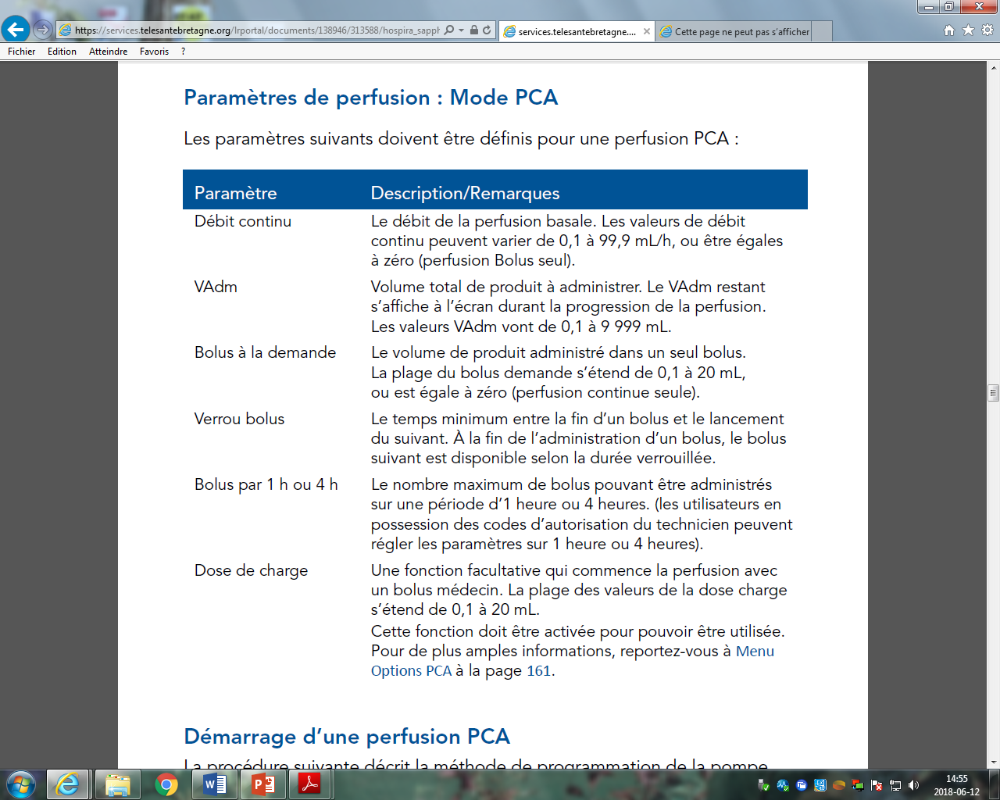 https://services.telesantebretagne.org/lrportal/documents/138946/313588/hospira_sapph
services.telesantebretagne....
Cette page ne peut pas s'afficher
Fichier Edition Atteindre Favoris ?
Paramètres de perfusion : Mode PCA
Les paramètres suivants doivent être définis pour une perfusion PCA :
Paramètre Description/Remarques
Débit continu Le débit de la perfusion basale. Les valeurs de débit
continu peuvent varier de 0,1 à 99,9 mL/h, ou être égales
à zéro (perfusion Bolus seul).
VAdm Volume total de produit à administrer. Le VAdm restant
s'affiche à l'écran durant la progression de la perfusion.
Les valeurs VAdm vont de 0,1 à 9 999 mL.
Bolus à la demande Le volume de produit administré dans un seul bolus.
La plage du bolus demande s'étend de 0,1 à 20 mL,
ou est égale à zéro (perfusion continue seule).
Verrou bolus Le temps minimum entre la fin d'un bolus et le lancement
du suivant. À la fin de l'administration d'un bolus, le bolus
suivant est disponible selon la durée verrouillée.
Bolus par 1 h ou 4 h Le nombre maximum de bolus pouvant être administrés
sur une période d'1 heure ou 4 heures. (les utilisateurs en
possession des codes d'autorisation du technicien peuvent
régler les paramètres sur 1 heure ou 4 heures).
Dose de charge Une fonction facultative qui commence la perfusion avec
un bolus médecin. La plage des valeurs de la dose charge
s'étend de 0,1 à 20 mL.
Cette fonction doit être activée pour pouvoir être utilisée.
Pour de plus amples informations, reportez-vous à Menu
Options PCA à la page 161.
Démarrage d'une perfusion PCA
La procédure suivante décrit la méthode de programmation de la pompe
14:55
2018-06-12